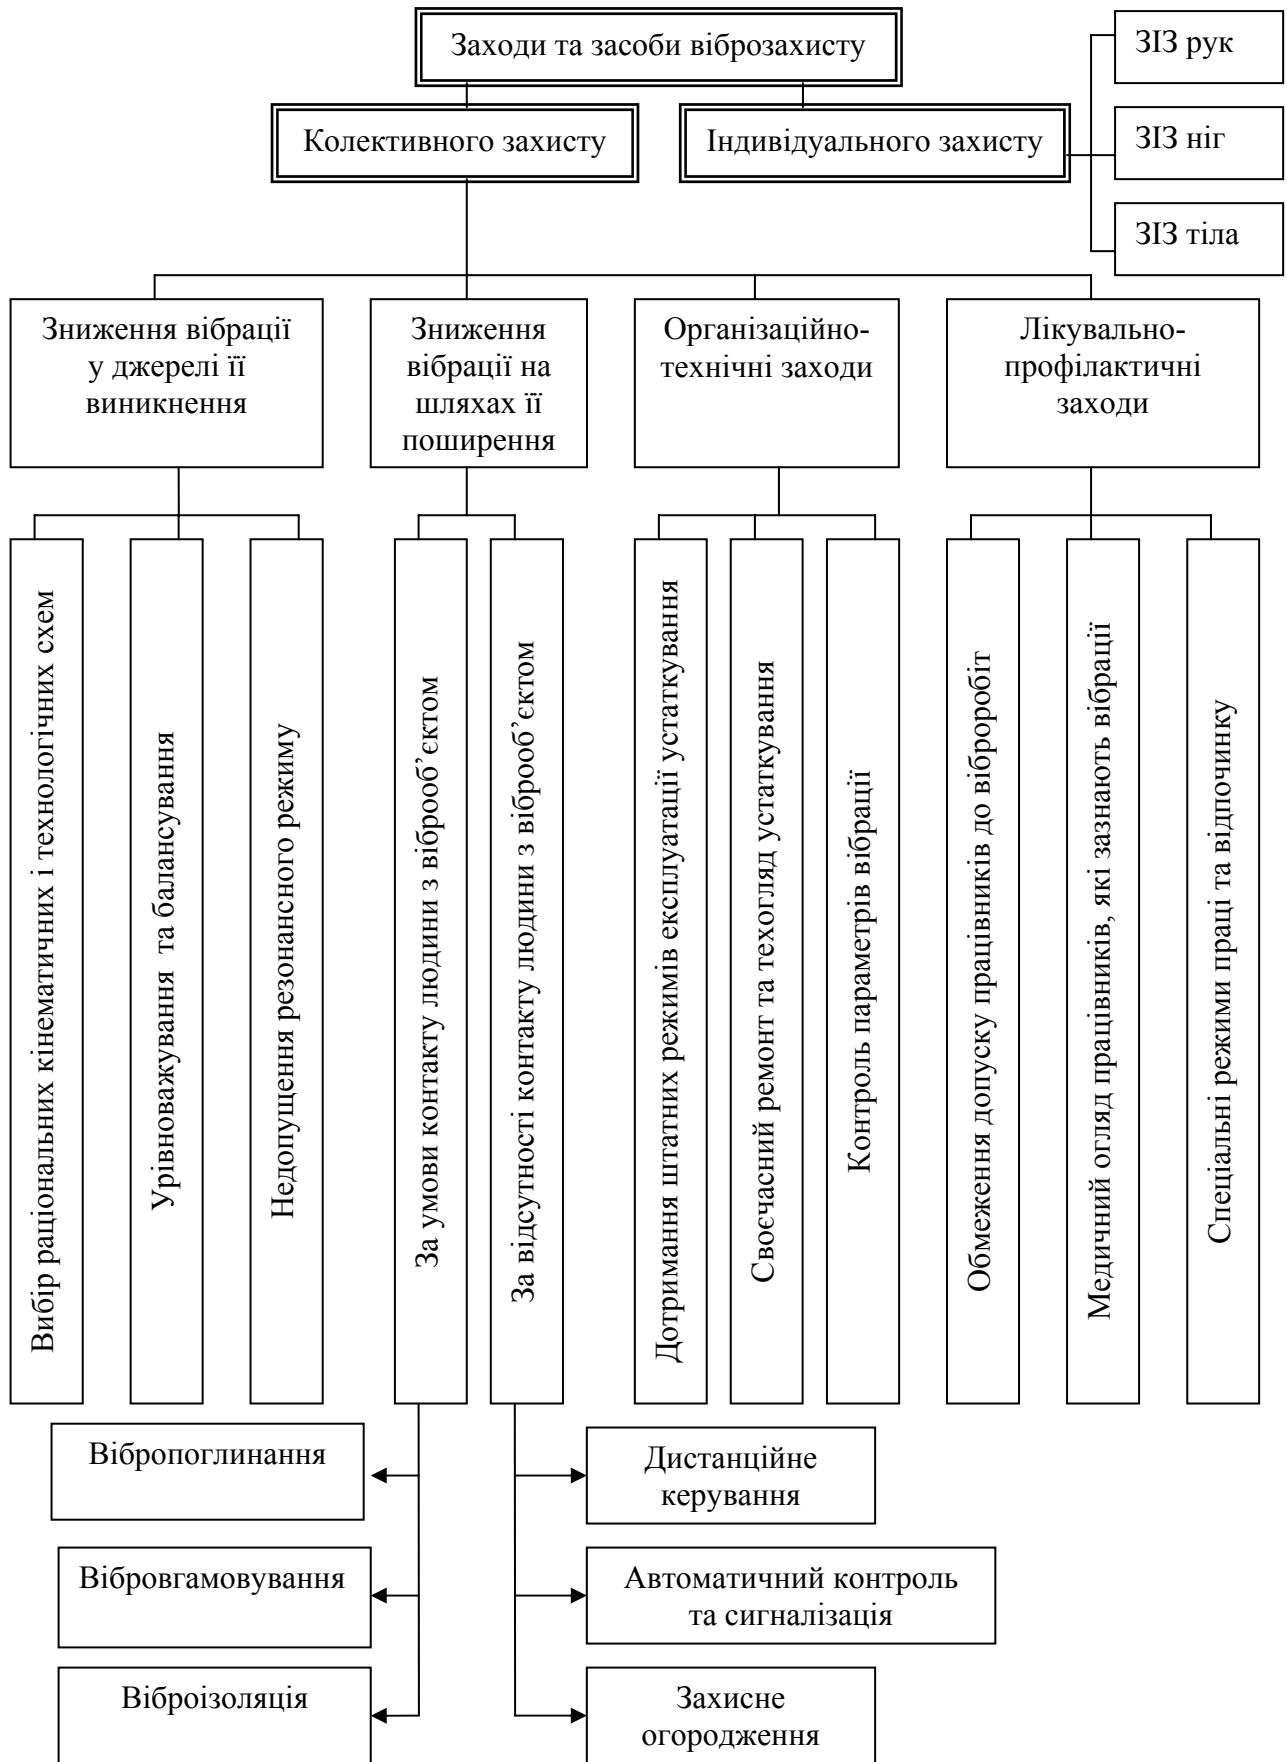 Заходи та засоби віброзахисту
ЗІЗ рук
Колективного захисту
Індивідуального захисту
ЗІЗ ніг
ЗІЗ тіла
Зниження вібрації
у джерелі її
виникнення
Зниження
вібрації на
шляхах її
поширення
Організаційно-
технічні заходи
Лікувально-
профілактичні
заходи
Вибір раціональних кінематичних і технологічних схем
Урівноважування та балансування
Недопущення резонансного режиму
За умови контакту людини з вібророб’єктом
За відсутності контакту людини з вібророб’єктом
Дотримання штатних режимів експлуатації устаткування
Своєчасний ремонт та техогляд устаткування
Контроль параметрів вібрації
Обмеження допуску працівників до віброробіт
Медичний огляд працівників, які зазнають вібрації
Спеціальні режими праці та відпочинку
Вібропоглинання
Дистанційне
керування
Вібровгамовування
Автоматичний контроль
та сигналізація
Віброізоляція
Захисне
огородження